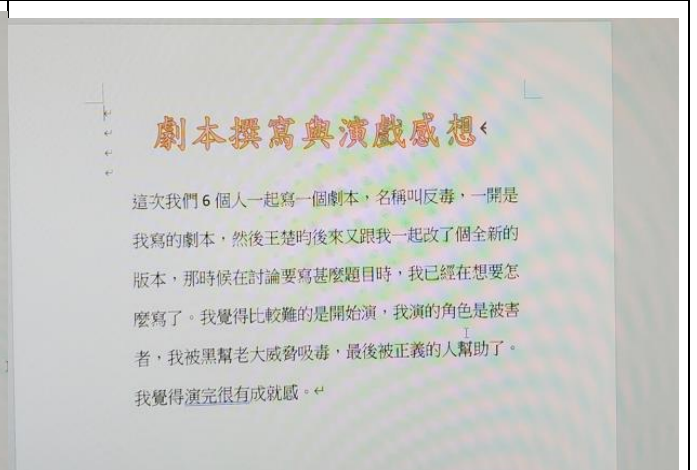 劇本撰寫與演戲感想
這次我們 6 個人一起寫一個劇本，名稱叫反毒，一開是
我寫的劇本，然後王楚昀後來又跟我一起改了個全新的
版本，那時候在討論要寫甚麼題目時，我已經在想要怎
麼寫了。我覺得比較難的是開始演，我演的角色是被害
者，我被黑幫老大威脅吸毒，最後被正義的人幫助了。
我覺得演完很有成就感。